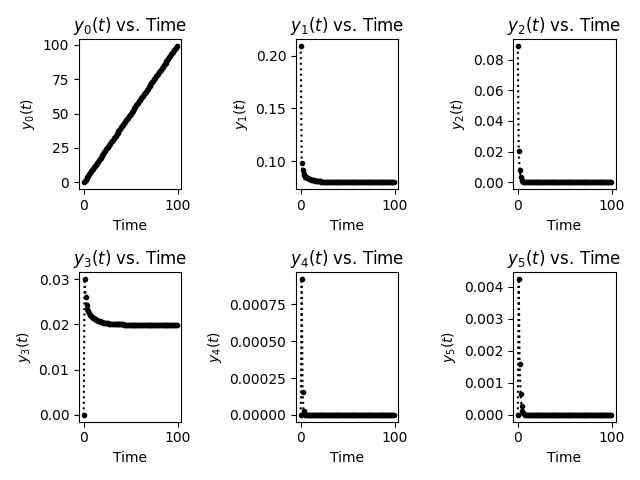 y₀(t) vs. Time
y₁(t) vs. Time
y₂(t) vs. Time
100
75
50
25
0
y₀(t)
0
100
Time
0.20
0.15
0.10
y₁(t)
0
100
Time
0.08
0.06
0.04
0.02
0.00
y₂(t)
0
100
Time
y₃(t) vs. Time
y₄(t) vs. Time
y₅(t) vs. Time
0.03
0.02
0.01
0.00
y₃(t)
0
100
Time
0.00075
0.00050
0.00025
0.00000
y₄(t)
0
100
Time
0.004
0.003
0.002
0.001
0.000
y₅(t)
0
100
Time